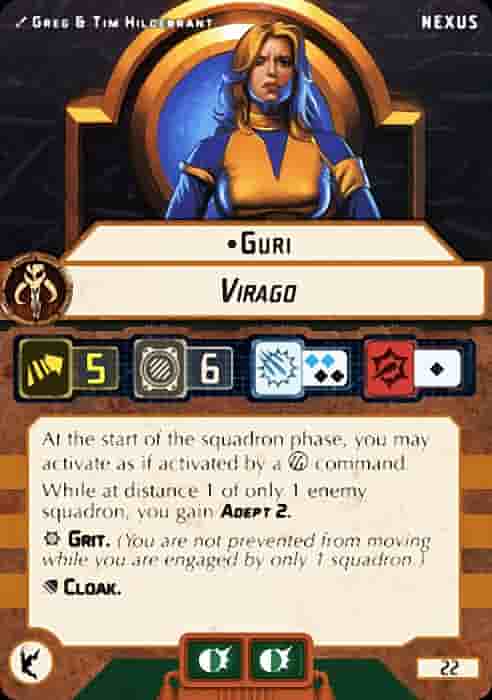 GREG & TIM HILDEBRANT
NEXUS
•GURI
VIRAGO
5
6
At the start of the squadron phase, you may
activate as if activated by a command.
While at distance 1 of only 1 enemy
squadron, you gain ADEPT 2.
GRIT. (You are not prevented from moving
while you are engaged by only 1 squadron.)
CLOAK.
22